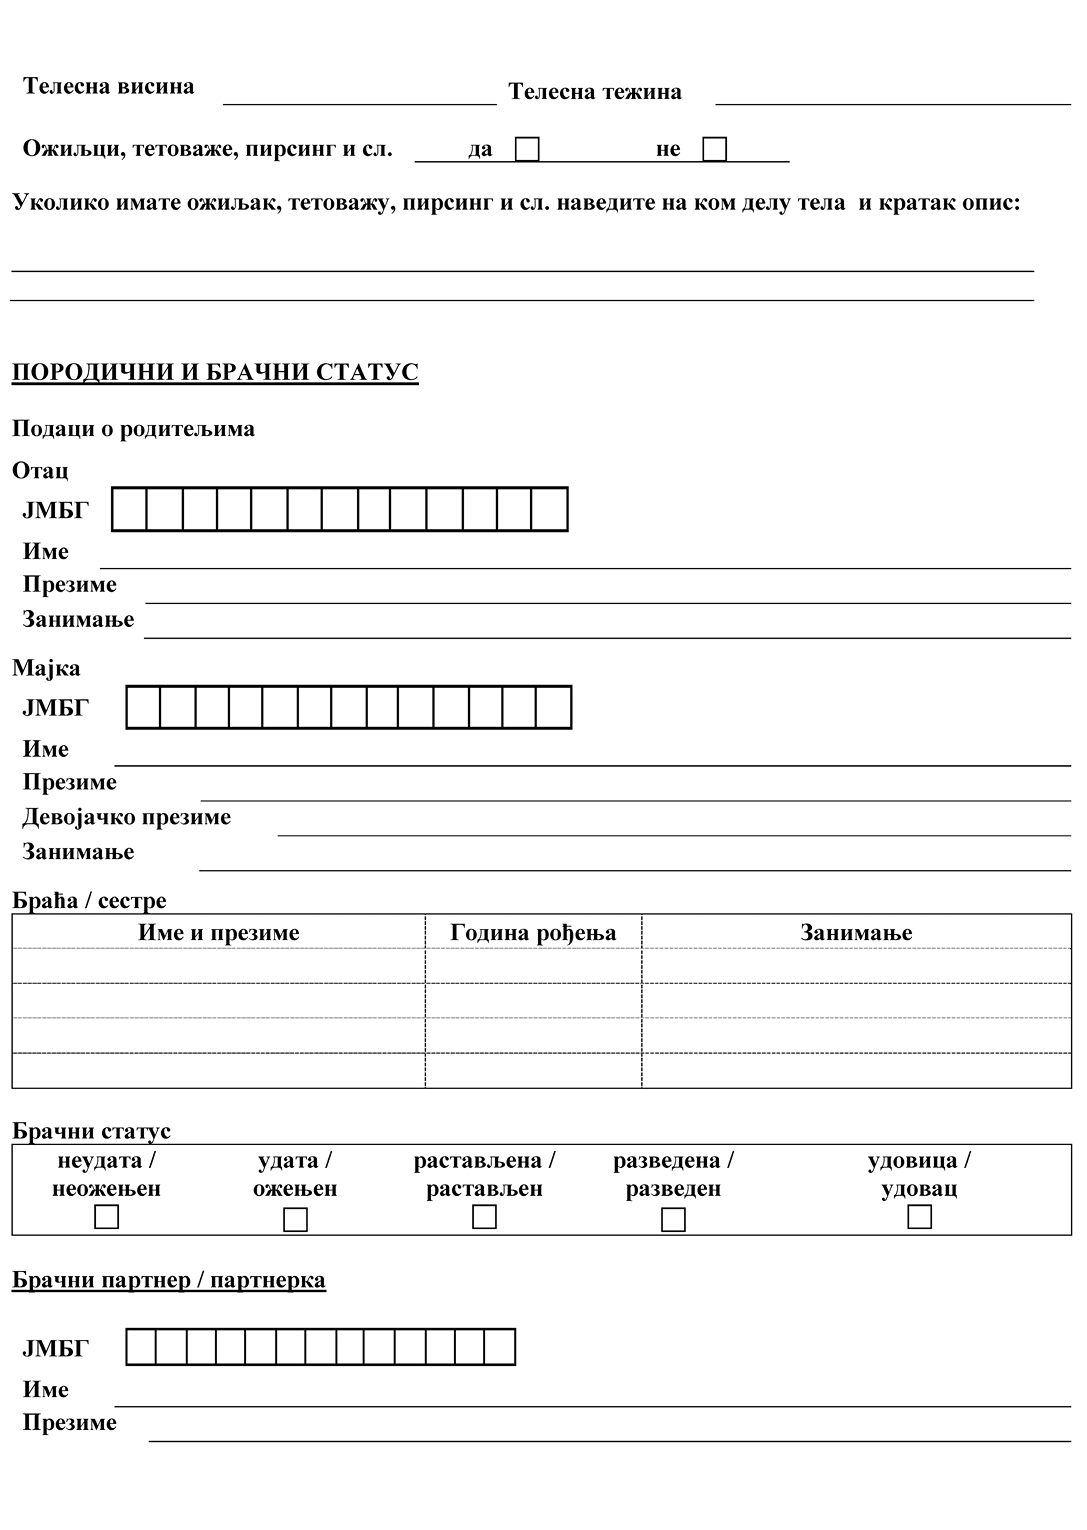 Телесна висина Телесна тежина
Ожиљци, тетоваже, пирсинг и сл. да не
Уколико имате ожиљак, тетоважу, пирсинг и сл. наведите на ком делу тела и кратак опис:
ПОРОДИЧНИ И БРАЧНИ СТАТУС
Подаци о родитељима
Отац
ЈМБГ
Име
Презиме
Занимање
Мајка
ЈМБГ
Име
Презиме
Девојачко презиме
Занимање
Браћа / сестре
Име и презиме Година рођења Занимање
Брачни статус
неудата / удата / растављена / разведена / удовица /
неожењен ожењен растављен разведен удовац
Брачни партнер / партнерка
ЈМБГ
Име
Презиме